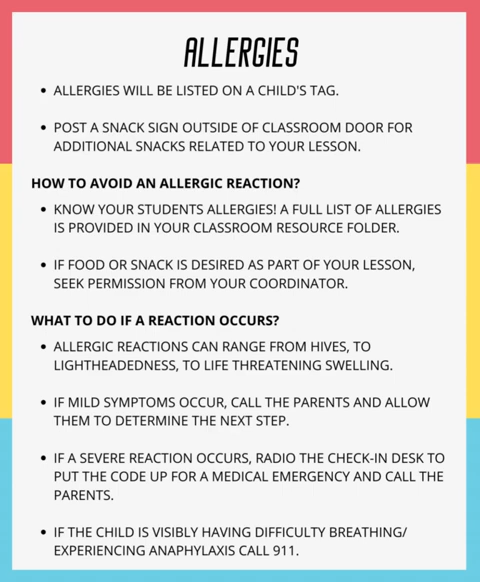 ALLERGIES
• ALLERGIES WILL BE LISTED ON A CHILD'S TAG.
• POST A SNACK SIGN OUTSIDE OF CLASSROOM DOOR FOR
ADDITIONAL SNACKS RELATED TO YOUR LESSON.
HOW TO AVOID AN ALLERGIC REACTION?
• KNOW YOUR STUDENTS ALLERGIES! A FULL LIST OF ALLERGIES
IS PROVIDED IN YOUR CLASSROOM RESOURCE FOLDER.
• IF FOOD OR SNACK IS DESIRED AS PART OF YOUR LESSON,
SEEK PERMISSION FROM YOUR COORDINATOR.
WHAT TO DO IF A REACTION OCCURS?
• ALLERGIC REACTIONS CAN RANGE FROM HIVES, TO
LIGHTHEADEDNESS, TO LIFE THREATENING SWELLING.
• IF MILD SYMPTOMS OCCUR, CALL THE PARENTS AND ALLOW
THEM TO DETERMINE THE NEXT STEP.
• IF A SEVERE REACTION OCCURS, RADIO THE CHECK-IN DESK TO
PUT THE CODE UP FOR A MEDICAL EMERGENCY AND CALL THE
PARENTS.
• IF THE CHILD IS VISIBLY HAVING DIFFICULTY BREATHING/
EXPERIENCING ANAPHYLAXIS CALL 911.